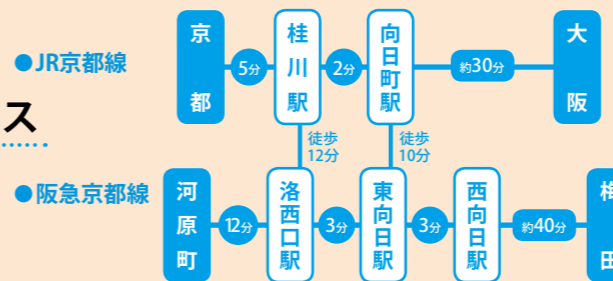 ●JR京都線
京都
5分
桂川駅
2分
向日町駅
約30分
大阪
ス
徒歩
12分
徒歩
10分
●阪急京都線
河原町
12分
洛西口駅
3分
東向日駅
3分
西向日駅
約40分
梅田